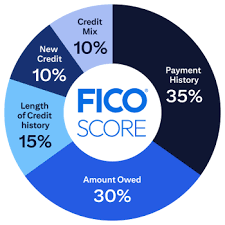 Credit
Mix
10%
New
Credit
10%
Payment
History
35%
FICO®
SCORE
Length
of Credit
history
15%
Amount Owed
30%